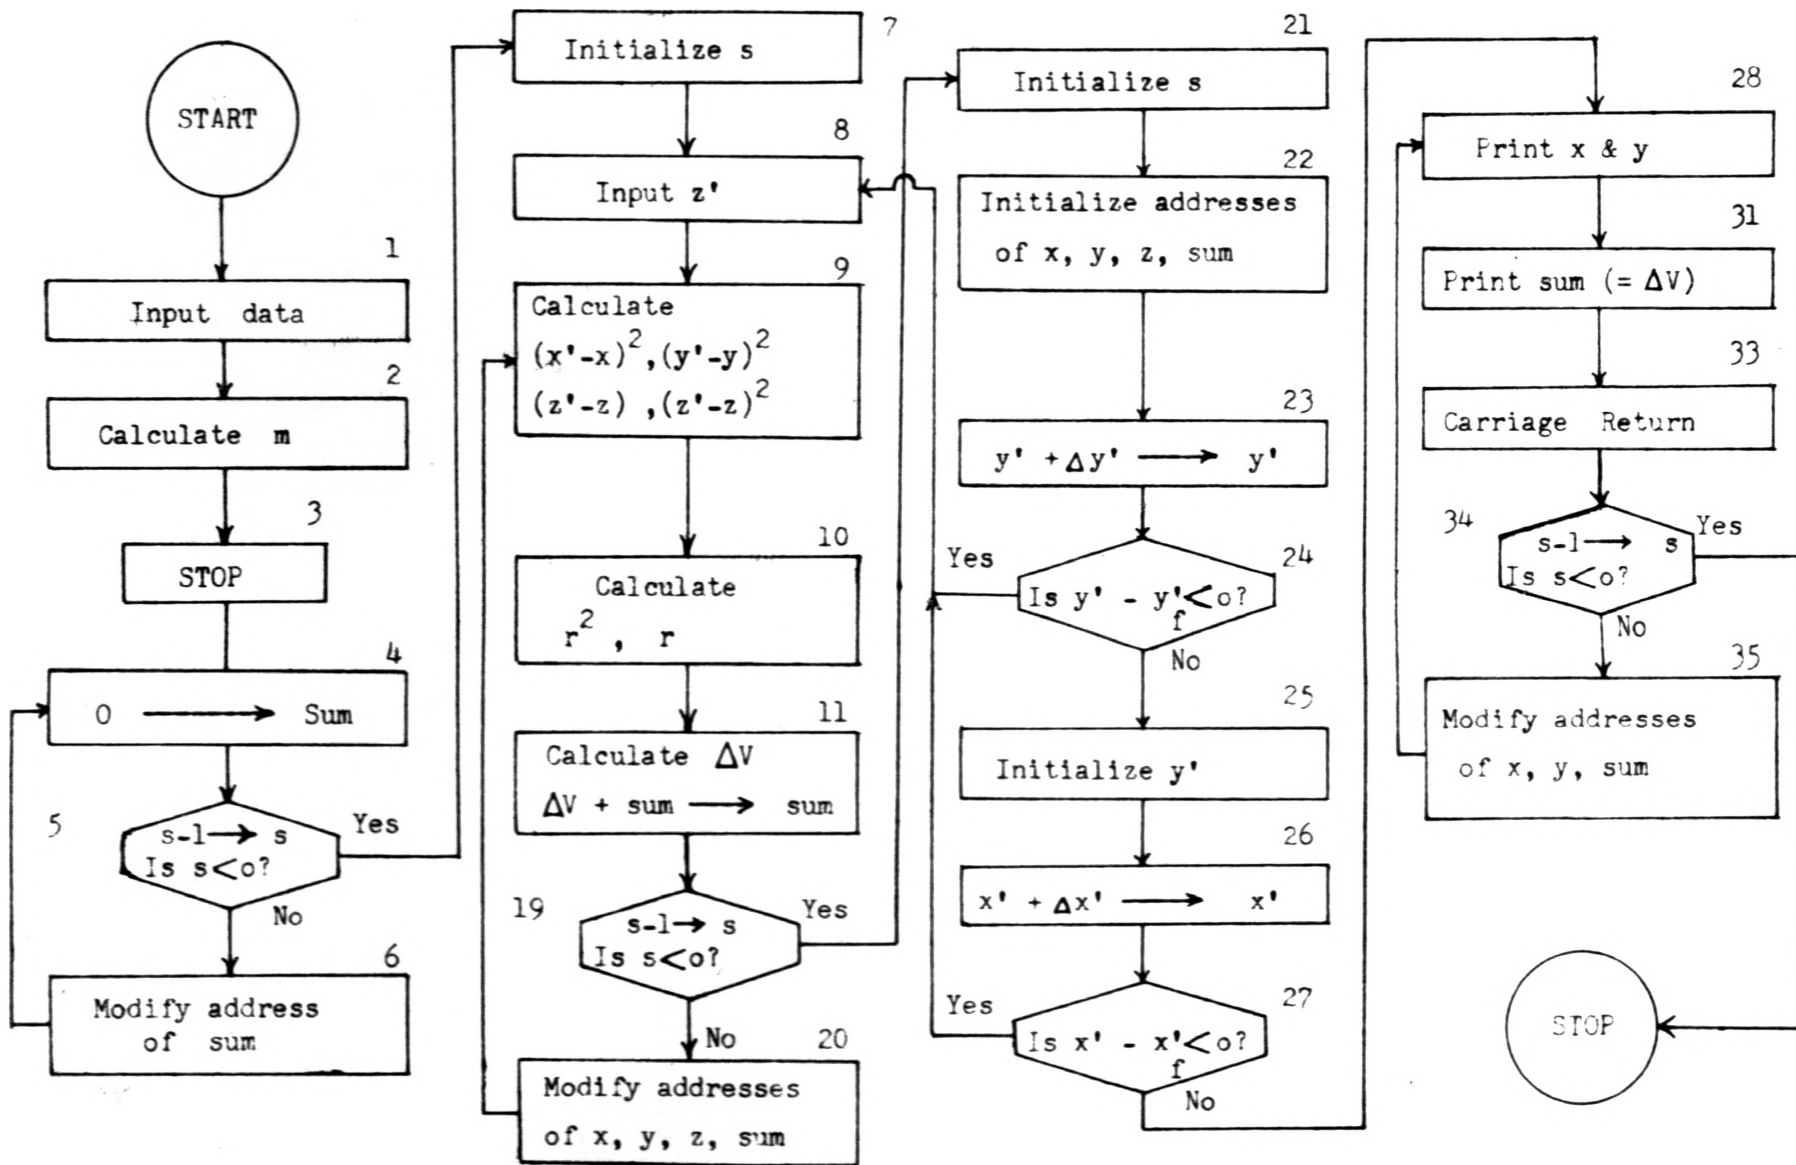 START
1
Input data
2
Calculate m
3
STOP
4
0 ⟶ Sum
5
s-1 → s
Is s<o?
Yes
No
6
Modify address
of sum
7
Initialize s
8
Input z'
9
Calculate
(x'-x)², (y'-y)²
(z'-z) , (z'-z)²
10
Calculate
r² , r
11
Calculate ΔV
ΔV + sum ⟶ sum
19
s-1 → s
Is s<o?
Yes
No
20
Modify addresses
of x, y, z, sum
21
Initialize s
22
Initialize addresses
of x, y, z, sum
23
y' + Δy' ⟶ y'
24
Yes
Is y' - y'<o?
f
No
25
Initialize y'
26
x' + Δx' ⟶ x'
27
Yes
Is x' - x'<o?
f
No
28
Print x & y
31
Print sum (= ΔV)
33
Carriage Return
34
s-1 → s
Is s<o?
Yes
No
35
Modify addresses
of x, y, sum
STOP